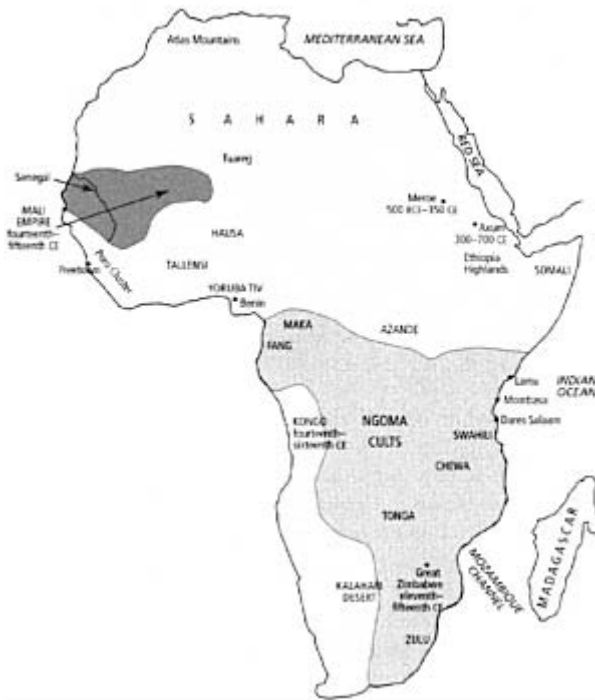 MEDITERRANEAN SEA
Atlas Mountains
S A H A R A
RED SEA
Tuareg
Senegal
MALI
EMPIRE
fourteenth–
fifteenth CE
Meroe
500 BCE–350 CE
Axum
300–700 CE
Ethiopia
Highlands
SOMALI
HAUSA
TALLENSI
Poro Cluster
Freetown
YORUBA TIV
Benin
MAKA
FANG
AZANDE
Lamu
INDIAN
OCEAN
Mombasa
Dares Salaam
KONGO
fourteenth–
sixteenth CE
NGOMA
CULTS
SWAHILI
CHEWA
TONGA
MADAGASCAR
MOZAMBIQUE
CHANNEL
KALAHARI
DESERT
Great
Zimbabwe
eleventh–
fifteenth CE
ZULU